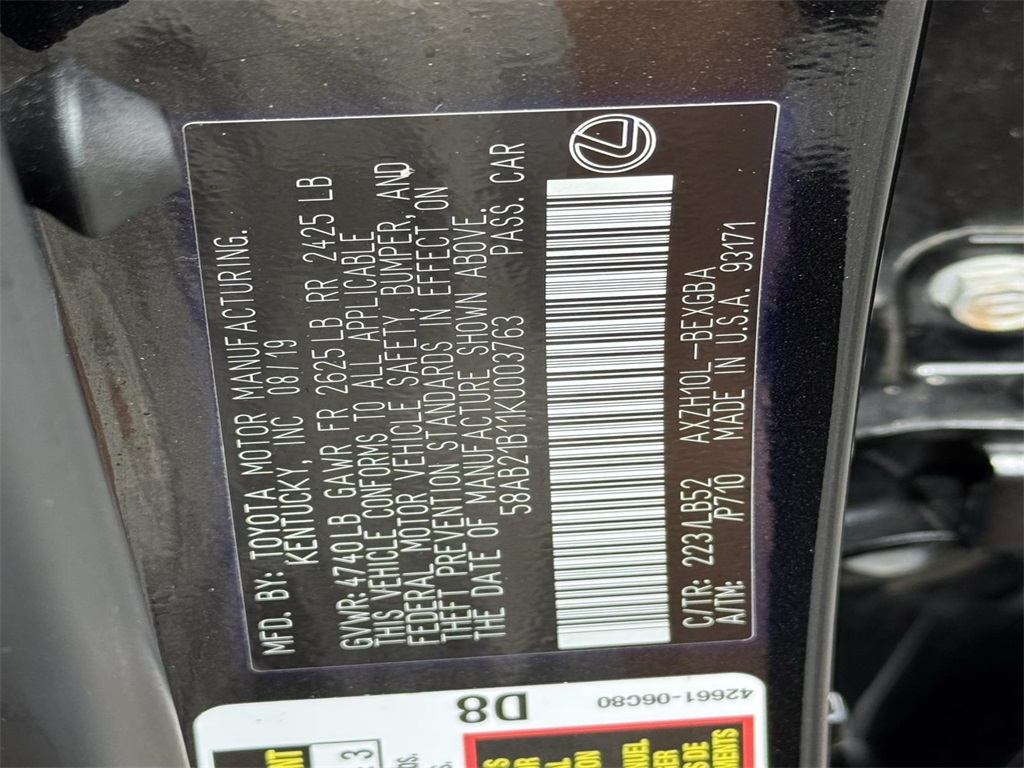 MFD. BY: TOYOTA MOTOR MANUFACTURING.
KENTUCKY, INC 08/19
GVWR: 4740LB GAWR FR 2625LB RR 2425 LB
THIS VEHICLE CONFORMS TO ALL APPLICABLE
FEDERAL MOTOR VEHICLE SAFETY, BUMPER, AND
THEFT PREVENTION STANDARDS IN EFFECT ON
THE DATE OF MANUFACTURE SHOWN ABOVE.
58AB21B11KU003763 PASS. CAR
C/TR: 223/LB52 AXZH10L-BEXGBA
A/TM: /P710 MADE IN U.S.A. 93171
D8
42661-06C80